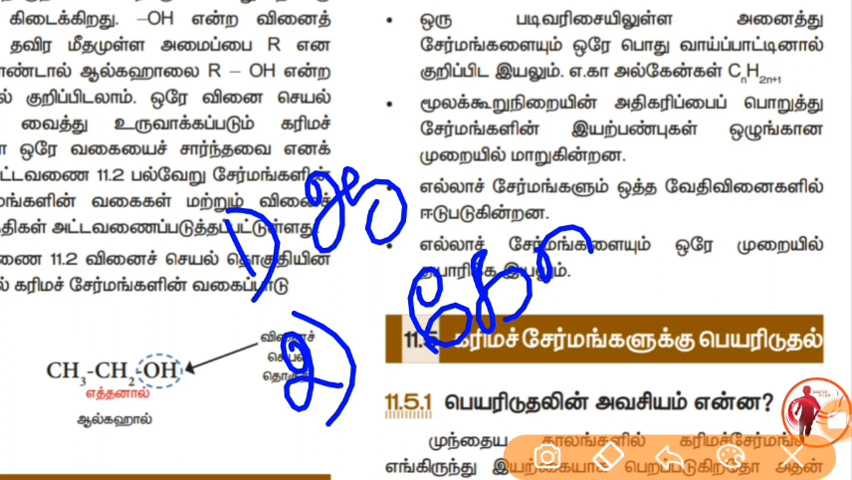 கிடைக்கிறது. –OH என்ற வினைத்
தவிர மீதமுள்ள அமைப்பை R என
ாண்டால் ஆல்கஹாலை R – OH என்ற
ல் குறிப்பிடலாம். ஒரே வினை செயல்
வைத்து உருவாக்கப்படும் கரிமச்
ஒரே வகையைச் சார்ந்தவை எனக்
ட்டவணை 11.2 பல்வேறு சேர்மங்களின்
மங்களின் வகைகள் மற்றும் வினைச்
திகள் அட்டவணைப்படுத்தப்பட்டுள்ளது.
ணை 11.2 வினைச் செயல் தொகுதியின்
ல் கரிமச் சேர்மங்களின் வகைப்பாடு
CH3-CH2-OH
எத்தனால்
ஆல்கஹால்
வினைச்
செயல்
தொகுதி
• ஒரு படிவரிசையிலுள்ள அனைத்து
சேர்மங்களையும் ஒரே பொது வாய்ப்பாட்டினால்
குறிப்பிட இயலும். எ.கா அல்கேன்கள் CnH2n+1
• மூலக்கூறுநிறையின் அதிகரிப்பைப் பொறுத்து
சேர்மங்களின் இயற்பண்புகள் ஒழுங்கான
முறையில் மாறுகின்றன.
• எல்லாச் சேர்மங்களும் ஒத்த வேதிவினைகளில்
ஈடுபடுகின்றன.
• எல்லாச் சேர்மங்களையும் ஒரே முறையில்
தயாரிக்க இயலும்.
1)
2)
11.5 கரிமச் சேர்மங்களுக்கு பெயரிடுதல்
11.5.1 பெயரிடுதலின் அவசியம் என்ன?
முந்தைய காலங்களில் கரிமச்சேர்மங்
எங்கிருந்து இயற்கையாக பெறப்படுகிறதோ அதன்